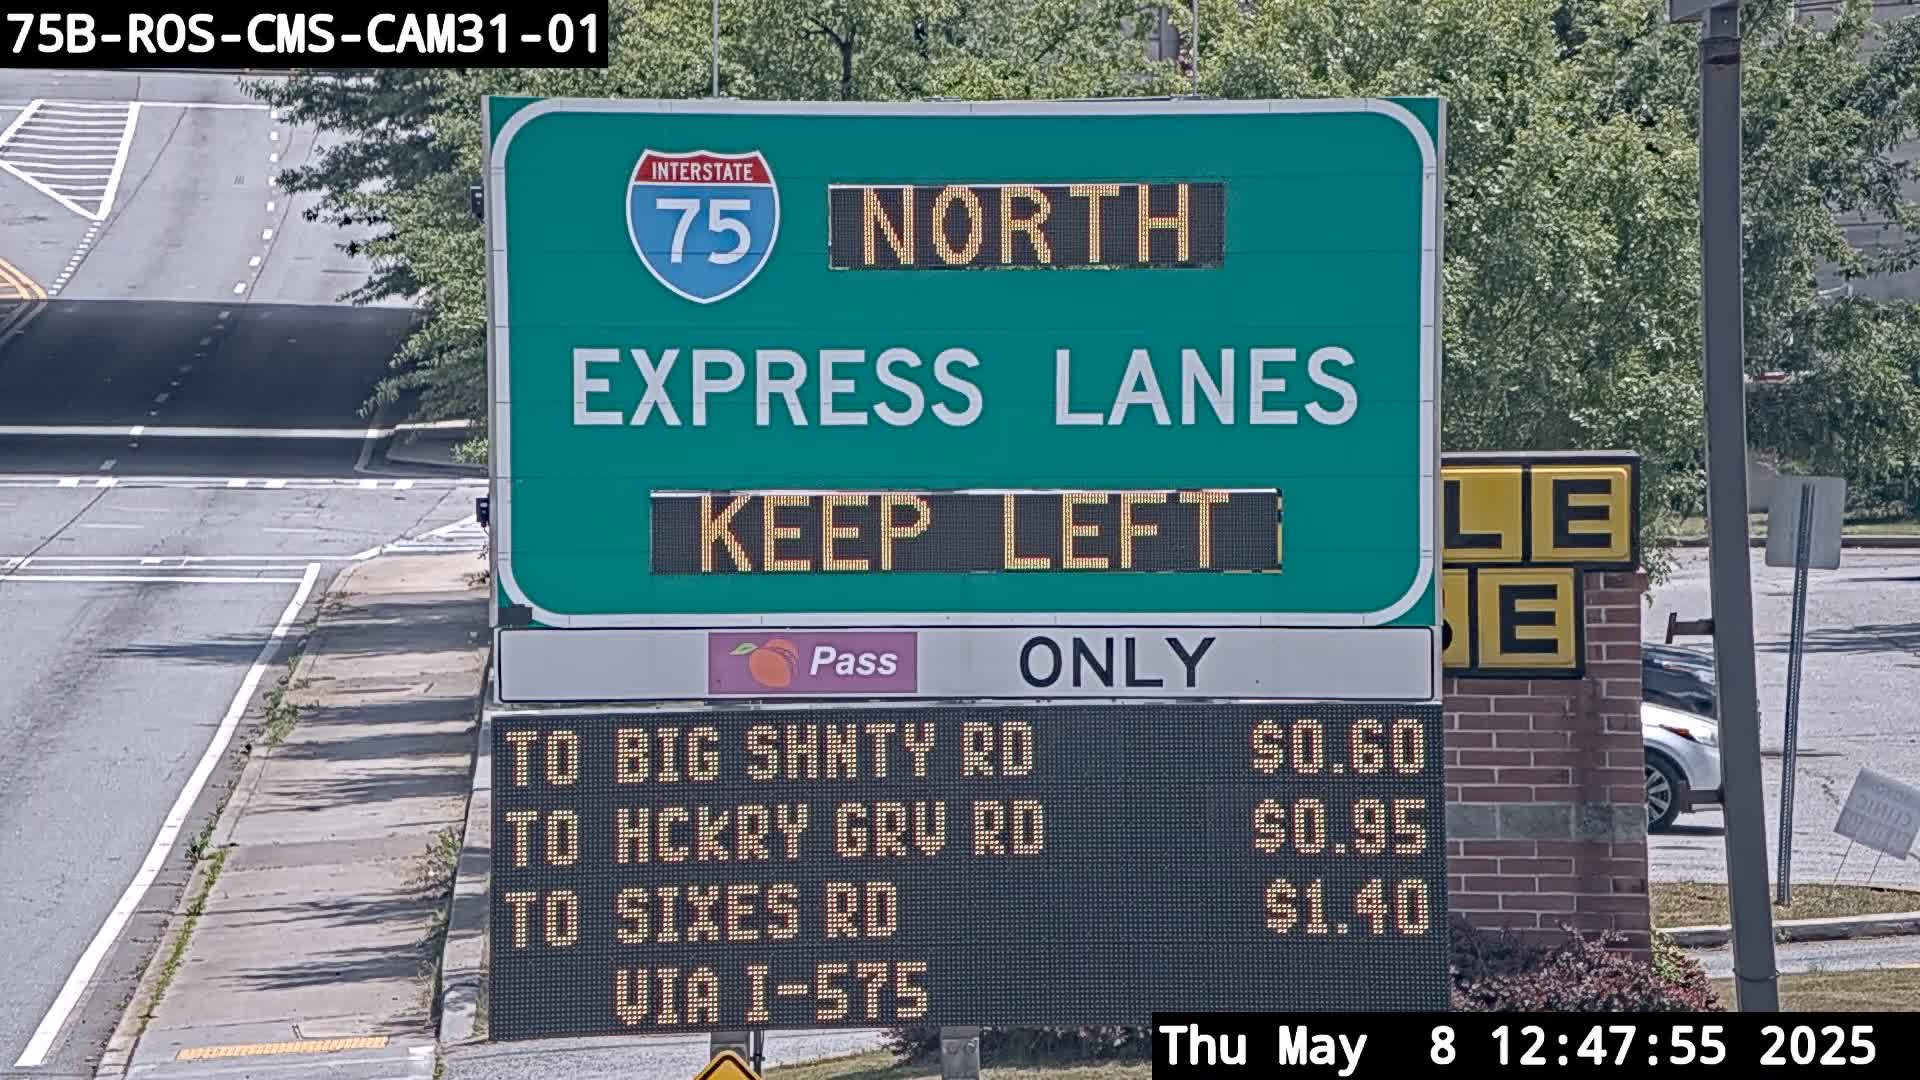 75B-ROS-CMS-CAM31-01
INTERSTATE
75
NORTH
EXPRESS LANES
KEEP LEFT
Pass ONLY
TO BIG SHNTY RD $0.60
TO HCKRY GRV RD $0.95
TO SIXES RD $1.40
VIA I-575
LE
E
Thu May 8 12:47:55 2025